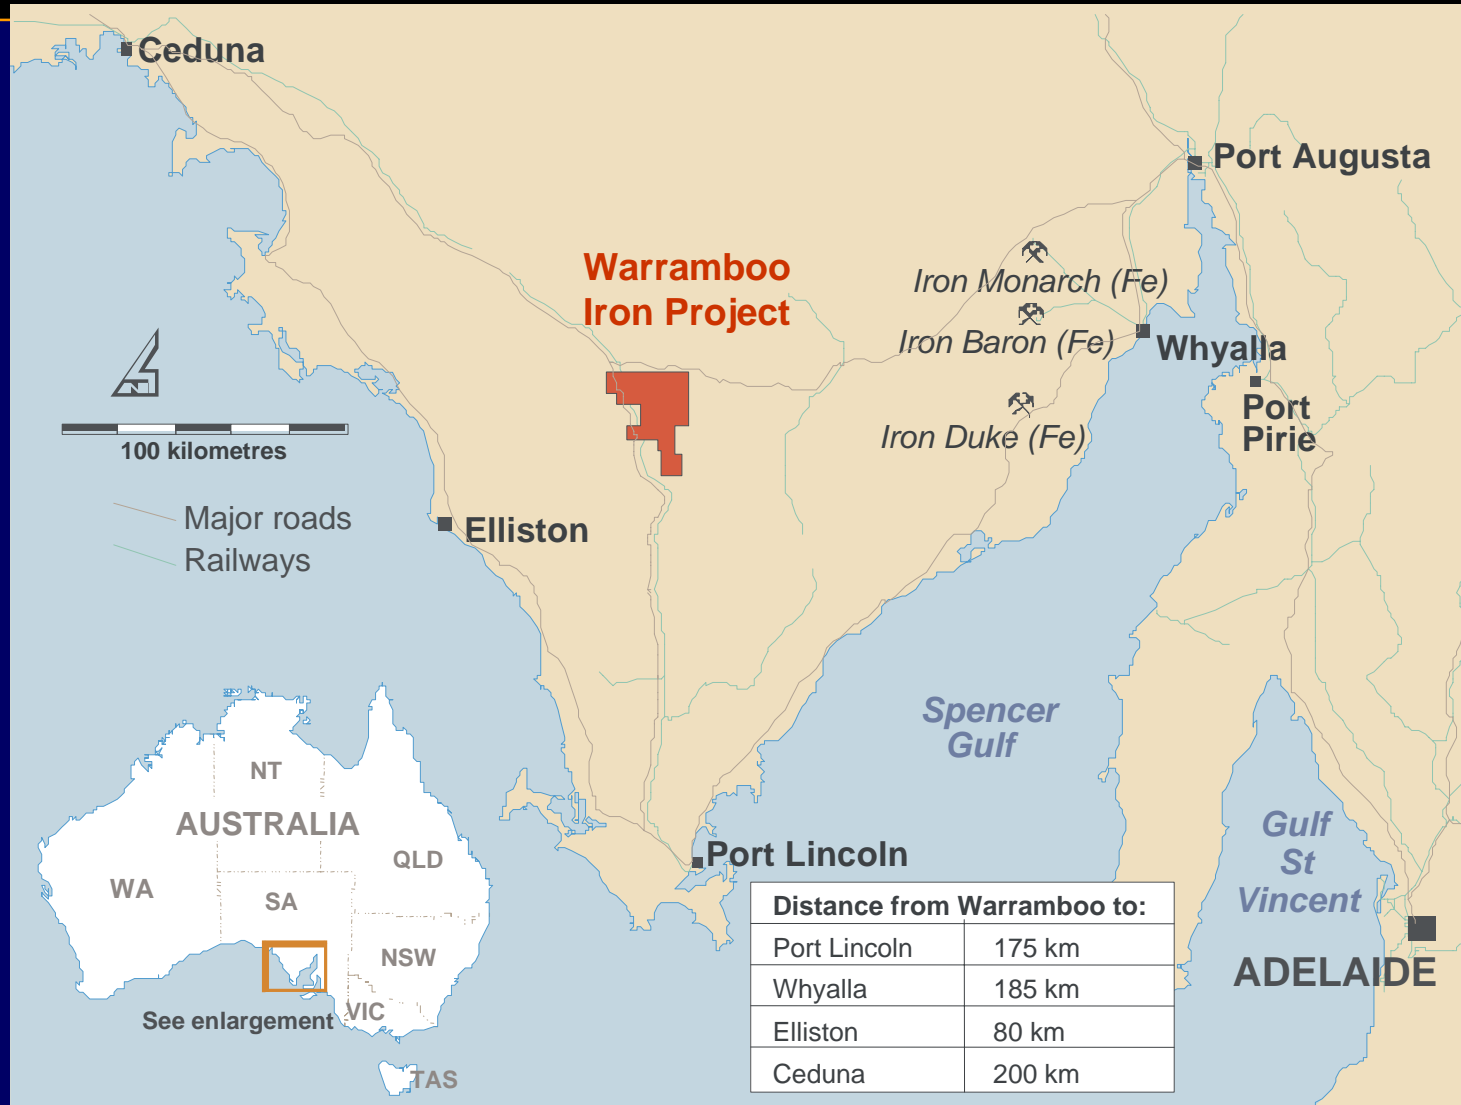 Ceduna
Port Augusta
Warramboo
Iron Project
Iron Monarch (Fe)
Iron Baron (Fe)
Whyalla
Port
Pirie
Iron Duke (Fe)
N
100 kilometres
Major roads
Railways
Elliston
Spencer
Gulf
Gulf
St
Vincent
Port Lincoln
ADELAIDE
NT
AUSTRALIA
QLD
WA
SA
NSW
VIC
See enlargement
TAS
Distance from Warramboo to:
Port Lincoln 175 km
Whyalla 185 km
Elliston 80 km
Ceduna 200 km